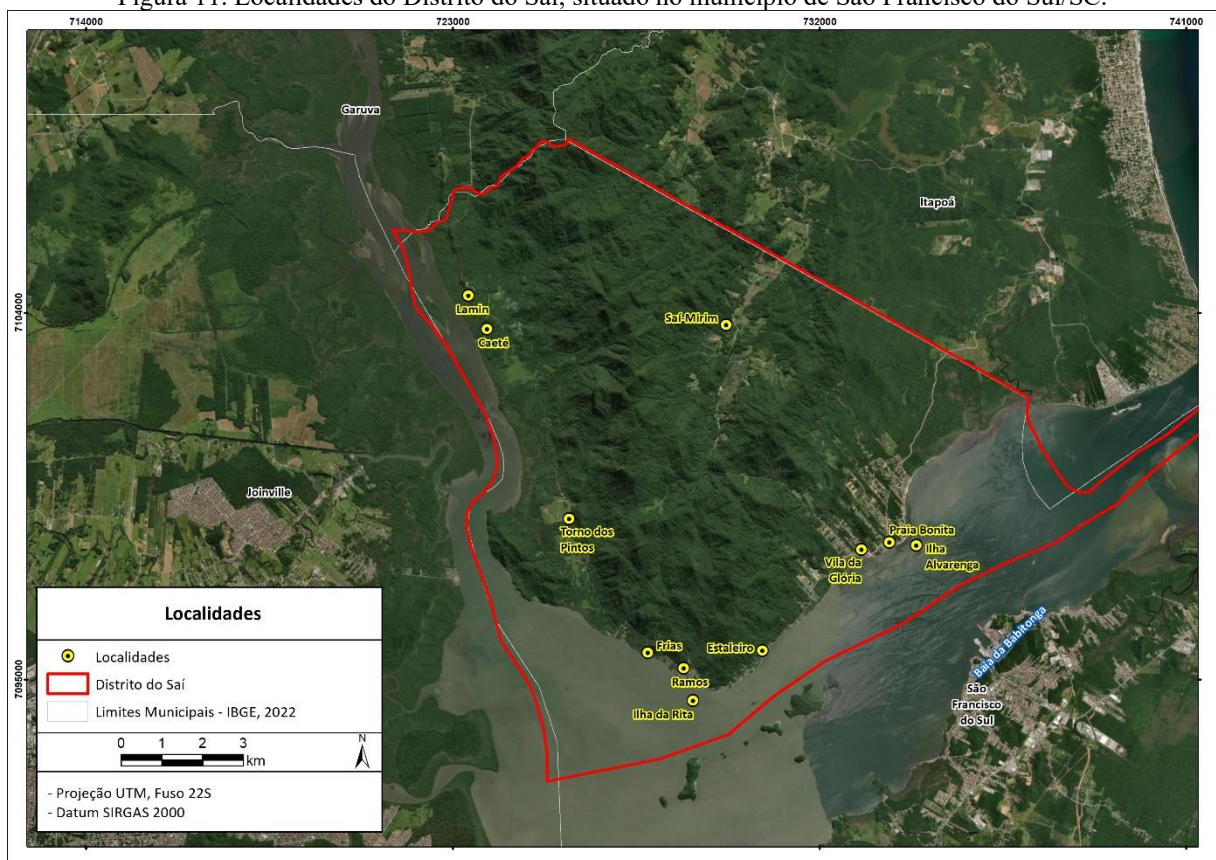 Figura 11: Localidades do Distrito do Saí, situado no município de São Francisco do Sul/SC.
714000
723000
732000
741000
Garuva
Itapoá
7104000
7104000
Lamin
Caeté
Saí-Mirim
Joinville
Torno dos
Pintos
Praia Bonita
Vila da
Glória
Ilha
Alvarenga
Frias
Estaleiro
Ramos
Ilha da Rita
Baia da Babitonga
São
Francisco
do Sul
7095000
7095000
Localidades
Localidades
Distrito do Saí
Limites Municipais - IBGE, 2022
0 1 2 3
km
N
- Projeção UTM, Fuso 22S
- Datum SIRGAS 2000